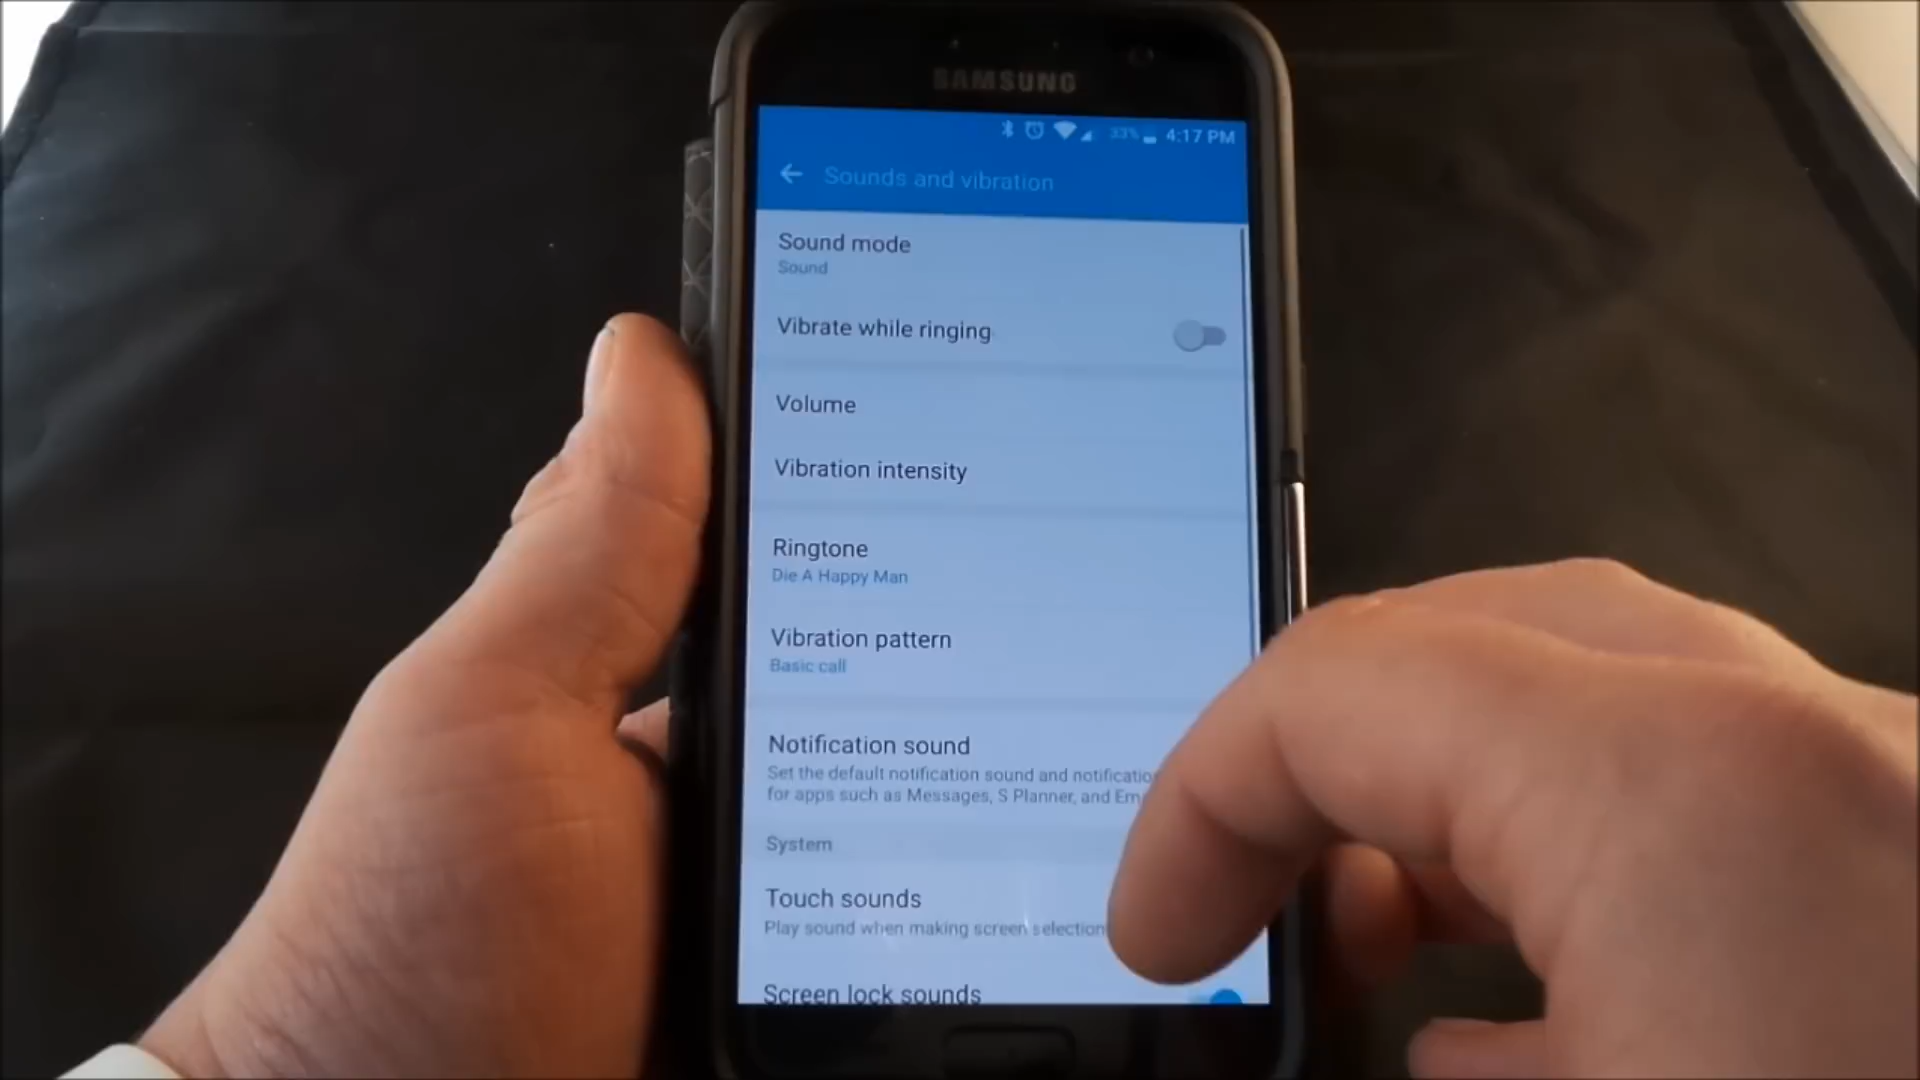 SAMSUNG
33% 4:17 PM
Sounds and vibration
Sound mode
Sound
Vibrate while ringing
Volume
Vibration intensity
Ringtone
Die A Happy Man
Vibration pattern
Basic call
Notification sound
Set the default notification sound and notificatio
for apps such as Messages, S Planner, and Em
System
Touch sounds
Play sound when making screen selection
Screen lock sounds